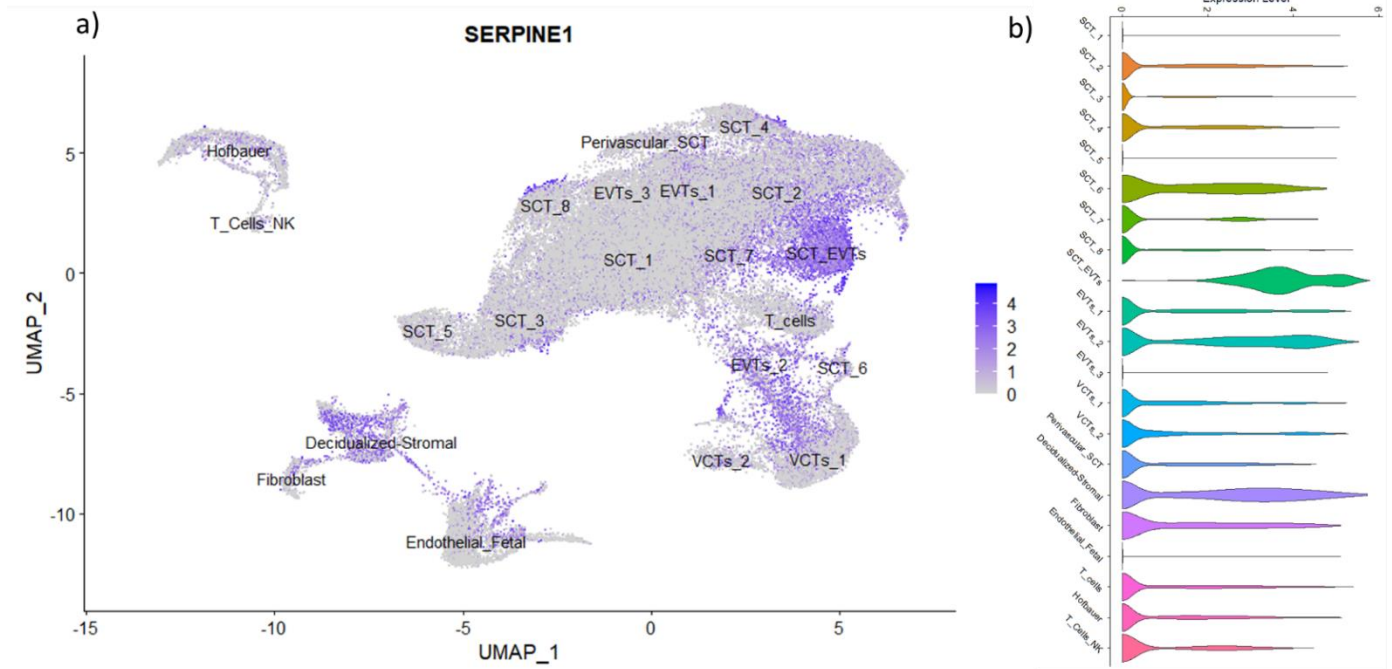 a)
SERPINE1
5
0
-5
-10
UMAP_2
-15
-10
-5
0
5
UMAP_1
Hofbauer
T_Cells_NK
SCT_4
Perivascular_SCT
EVTs_3
EVTs_1
SCT_2
SCT_8
SCT_7
SCT_EVTs
SCT_1
SCT_5
SCT_3
T_cells
EVTs_2
SCT_6
VCTs_2
VCTs_1
Decidualized-Stromal
Fibroblast
Endothelial_Fetal
4
3
2
1
0
b)
Expression Level
0
2
4
6
SCT_1
SCT_2
SCT_3
SCT_4
SCT_5
SCT_6
SCT_7
SCT_8
SCT_EVTs
EVTs_1
EVTs_2
EVTs_3
VCTs_1
VCTs_2
Perivascular_SCT
Decidualized-Stromal
Fibroblast
Endothelial_Fetal
T_cells
Hofbauer
T_Cells_NK